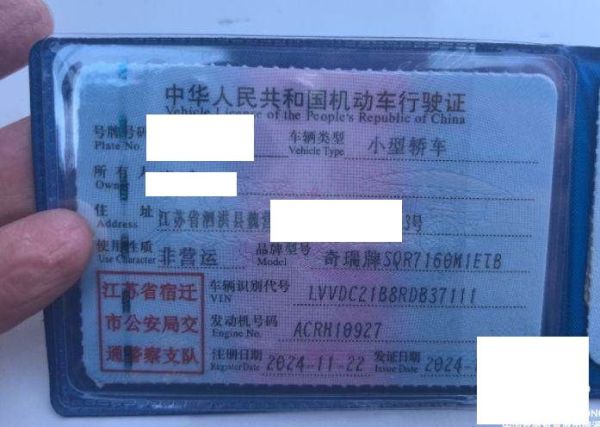 中华人民共和国机动车行驶证
Vehicle License of the People's Republic of China
号牌号码 车辆类型 小型轿车
Plate No. Vehicle Type
所有人
Owner
住址 江苏省泗洪县魏 3号
Address
使用性质 非营运 品牌型号 奇瑞牌SQR7160M1ETB
Use Character Model
江苏省宿迁
市公安局交
通警察支队
车辆识别代号 LVVDC21B8RDB37111
VIN
发动机号码 ACRM10927
Engine No.
注册日期 2024-11-22 发证日期 2024-
Register Date Issue Date